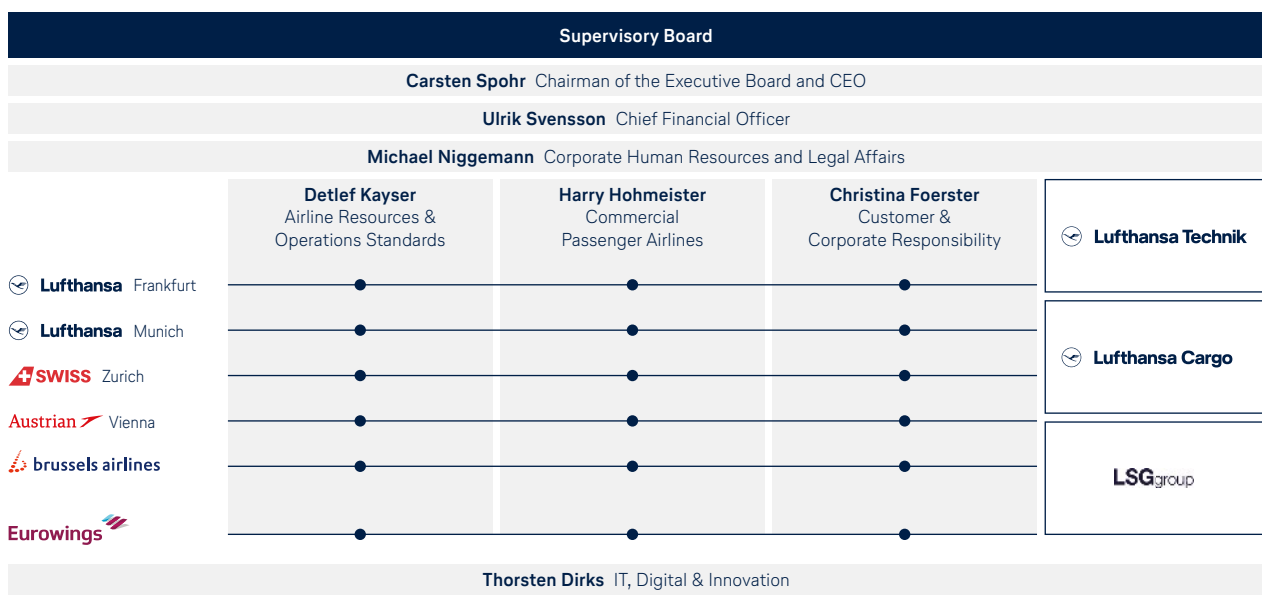 Supervisory Board
Carsten Spohr Chairman of the Executive Board and CEO
Ulrik Svensson Chief Financial Officer
Michael Niggemann Corporate Human Resources and Legal Affairs
Detlef Kayser
Airline Resources &
Operations Standards
Harry Hohmeister
Commercial
Passenger Airlines
Christina Foerster
Customer &
Corporate Responsibility
Lufthansa Technik
Lufthansa Frankfurt
Lufthansa Munich
Lufthansa Cargo
SWISS Zurich
Austrian Vienna
brussels airlines
LSGgroup
Eurowings
Thorsten Dirks IT, Digital & Innovation